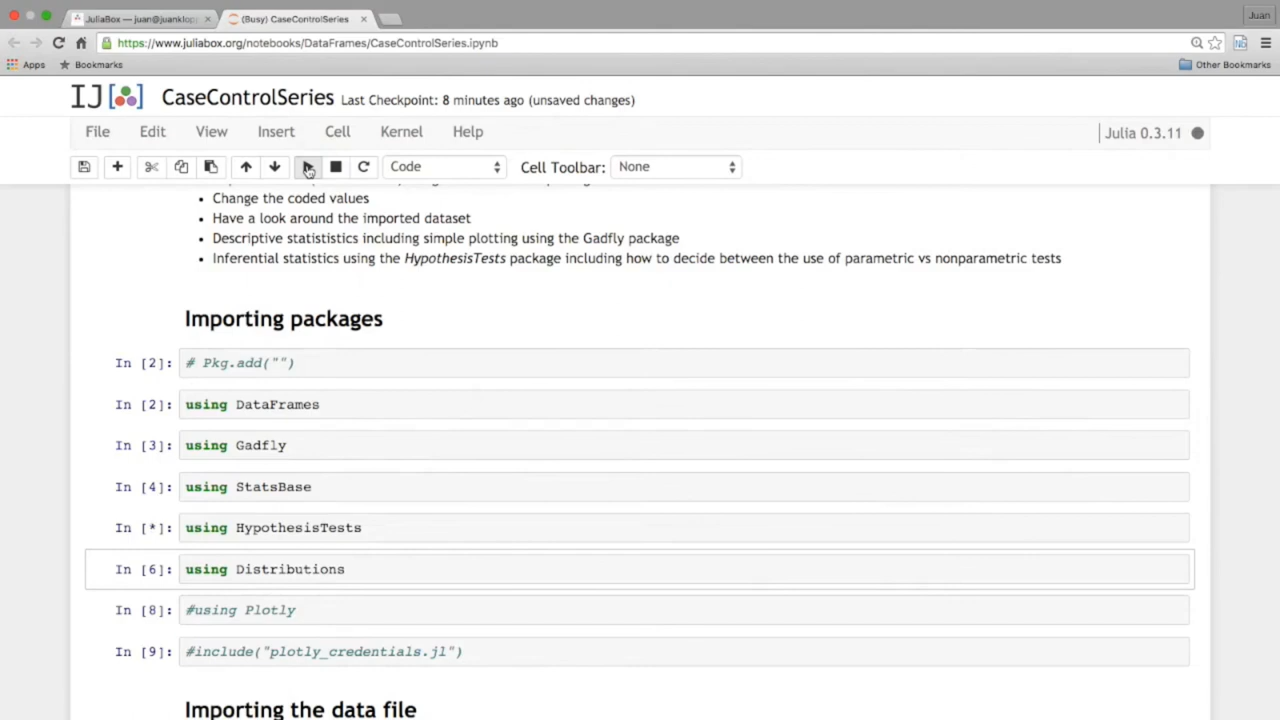 JuliaBox — juan@juanklopp
(Busy) CaseControlSeries
Juan
https://www.juliabox.org/notebooks/DataFrames/CaseControlSeries.ipynb
Apps
Bookmarks
Other Bookmarks
IJ[ ]
CaseControlSeries Last Checkpoint: 8 minutes ago (unsaved changes)
File Edit View Insert Cell Kernel Help
Julia 0.3.11
Code
Cell Toolbar: None
• Change the coded values
• Have a look around the imported dataset
• Descriptive statististics including simple plotting using the Gadfly package
• Inferential statistics using the HypothesisTests package including how to decide between the use of parametric vs nonparametric tests
Importing packages
In [2]: # Pkg.add("")
In [2]: using DataFrames
In [3]: using Gadfly
In [4]: using StatsBase
In [*]: using HypothesisTests
In [6]: using Distributions
In [8]: #using Plotly
In [9]: #include("plotly_credentials.jl")
Importing the data file